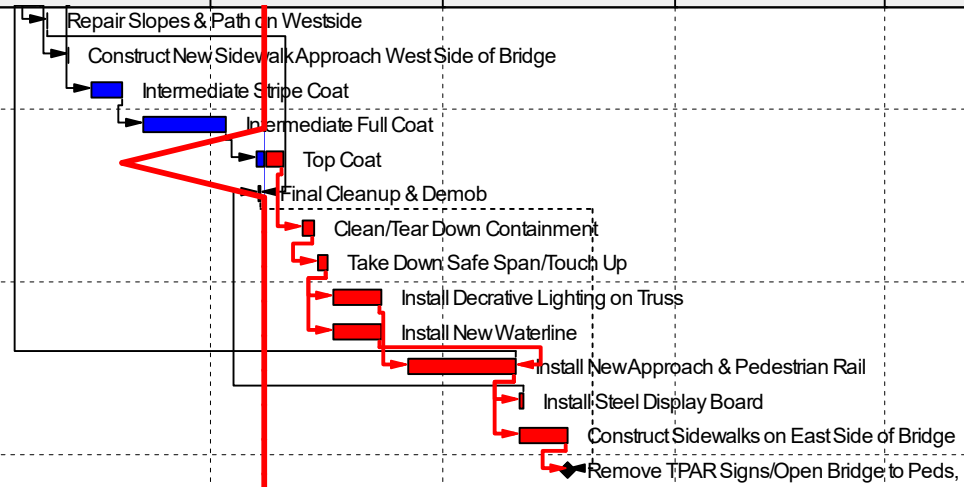 Repair Slopes & Path on Westside
Construct New Sidewalk Approach West Side of Bridge
Intermediate Stripe Coat
Intermediate Full Coat
Top Coat
Final Cleanup & Demob
Clean/Tear Down Containment
Take Down Safe Span/Touch Up
Install Decrative Lighting on Truss
Install New Waterline
Install New Approach & Pedestrian Rail
Install Steel Display Board
Construct Sidewalks on East Side of Bridge
Remove TPAR Signs/Open Bridge to Peds,